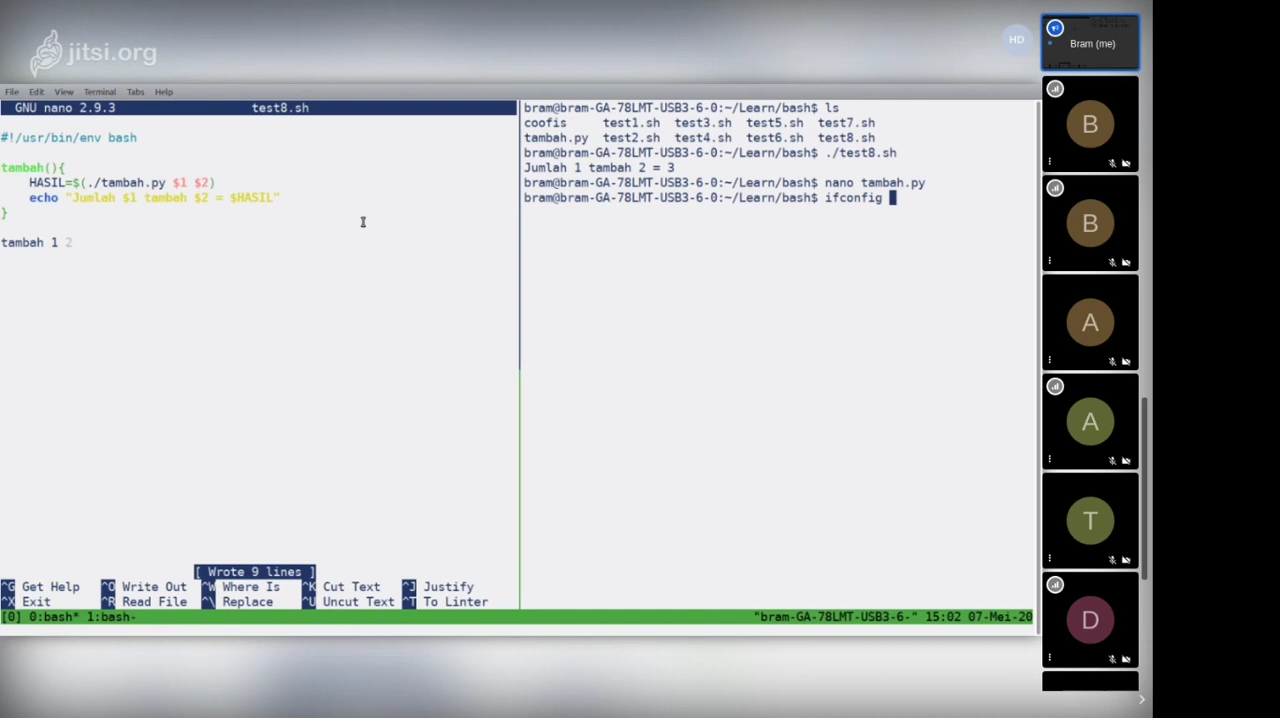 jitsi.org
HD
Bram (me)
File Edit View Terminal Tabs Help
GNU nano 2.9.3 test8.sh
#!/usr/bin/env bash
tambah(){
HASIL=$(./tambah.py $1 $2)
echo "Jumlah $1 tambah $2 = $HASIL"
}
tambah 1 2
[ Wrote 9 lines ]
^G Get Help ^O Write Out ^W Where Is ^K Cut Text ^J Justify
^X Exit ^R Read File ^\ Replace ^U Uncut Text ^T To Linter
bram@bram-GA-78LMT-USB3-6-0:~/Learn/bash$ ls
coofis test1.sh test3.sh test5.sh test7.sh
tambah.py test2.sh test4.sh test6.sh test8.sh
bram@bram-GA-78LMT-USB3-6-0:~/Learn/bash$ ./test8.sh
Jumlah 1 tambah 2 = 3
bram@bram-GA-78LMT-USB3-6-0:~/Learn/bash$ nano tambah.py
bram@bram-GA-78LMT-USB3-6-0:~/Learn/bash$ ifconfig
[0] 0:bash* 1:bash- "bram-GA-78LMT-USB3-6-" 15:02 07-Mei-20
B
B
A
A
T
D